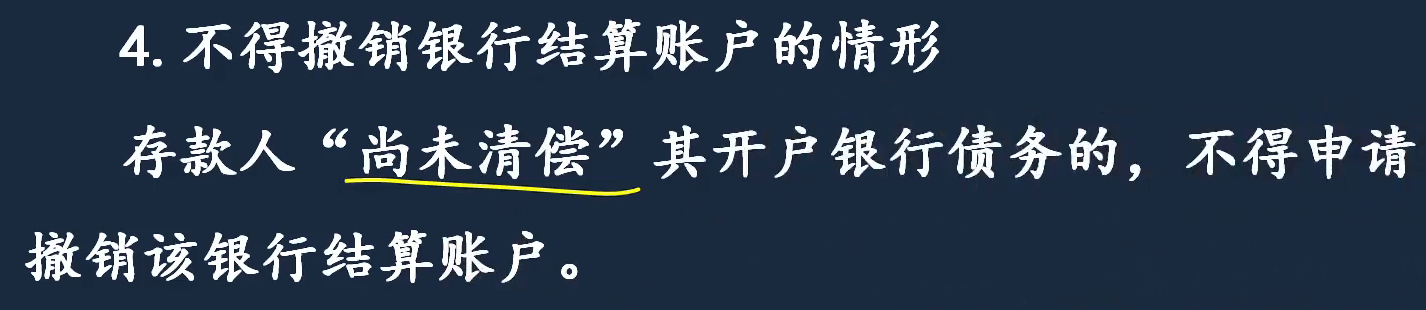 4. 不得撤销银行结算账户的情形
存款人“尚未清偿”其开户银行债务的，不得申请
撤销该银行结算账户。